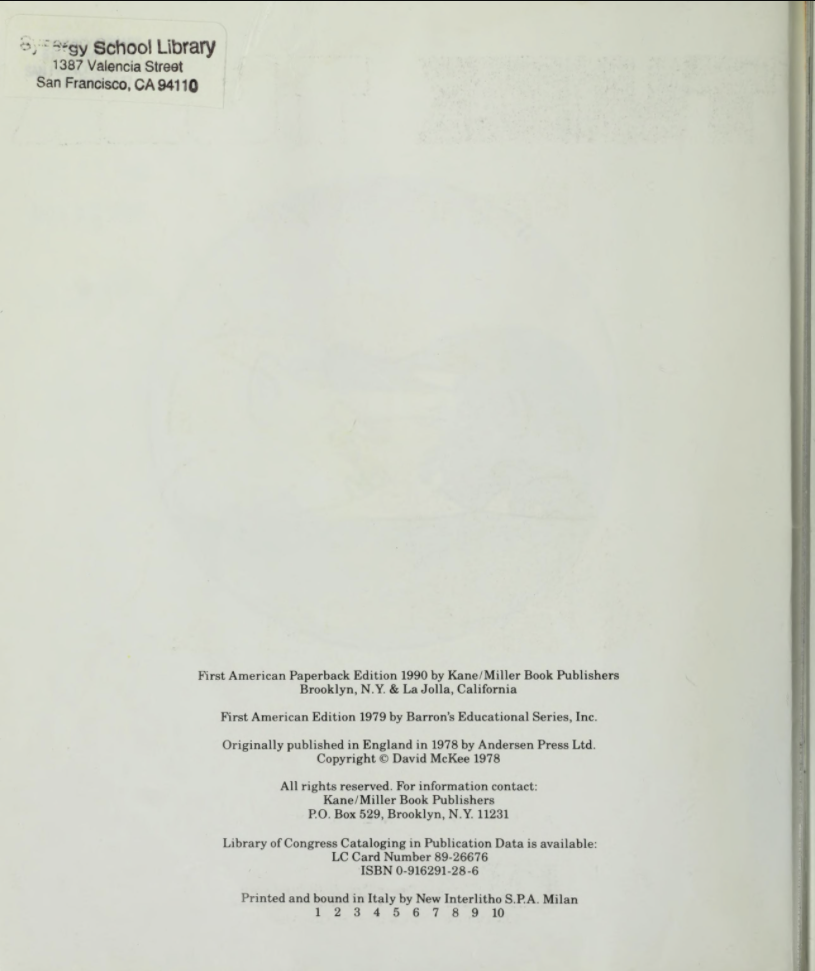 School Library
1387 Valencia Street
San Francisco, CA 94110
First American Paperback Edition 1990 by Kane/Miller Book Publishers
Brooklyn, N.Y. & La Jolla, California
First American Edition 1979 by Barron's Educational Series, Inc.
Originally published in England in 1978 by Andersen Press Ltd.
Copyright © David McKee 1978
All rights reserved. For information contact:
Kane/Miller Book Publishers
P.O. Box 529, Brooklyn, N.Y. 11231
Library of Congress Cataloging in Publication Data is available:
LC Card Number 89-26676
ISBN 0-916291-28-6
Printed and bound in Italy by New Interlitho S.P.A. Milan
1 2 3 4 5 6 7 8 9 10